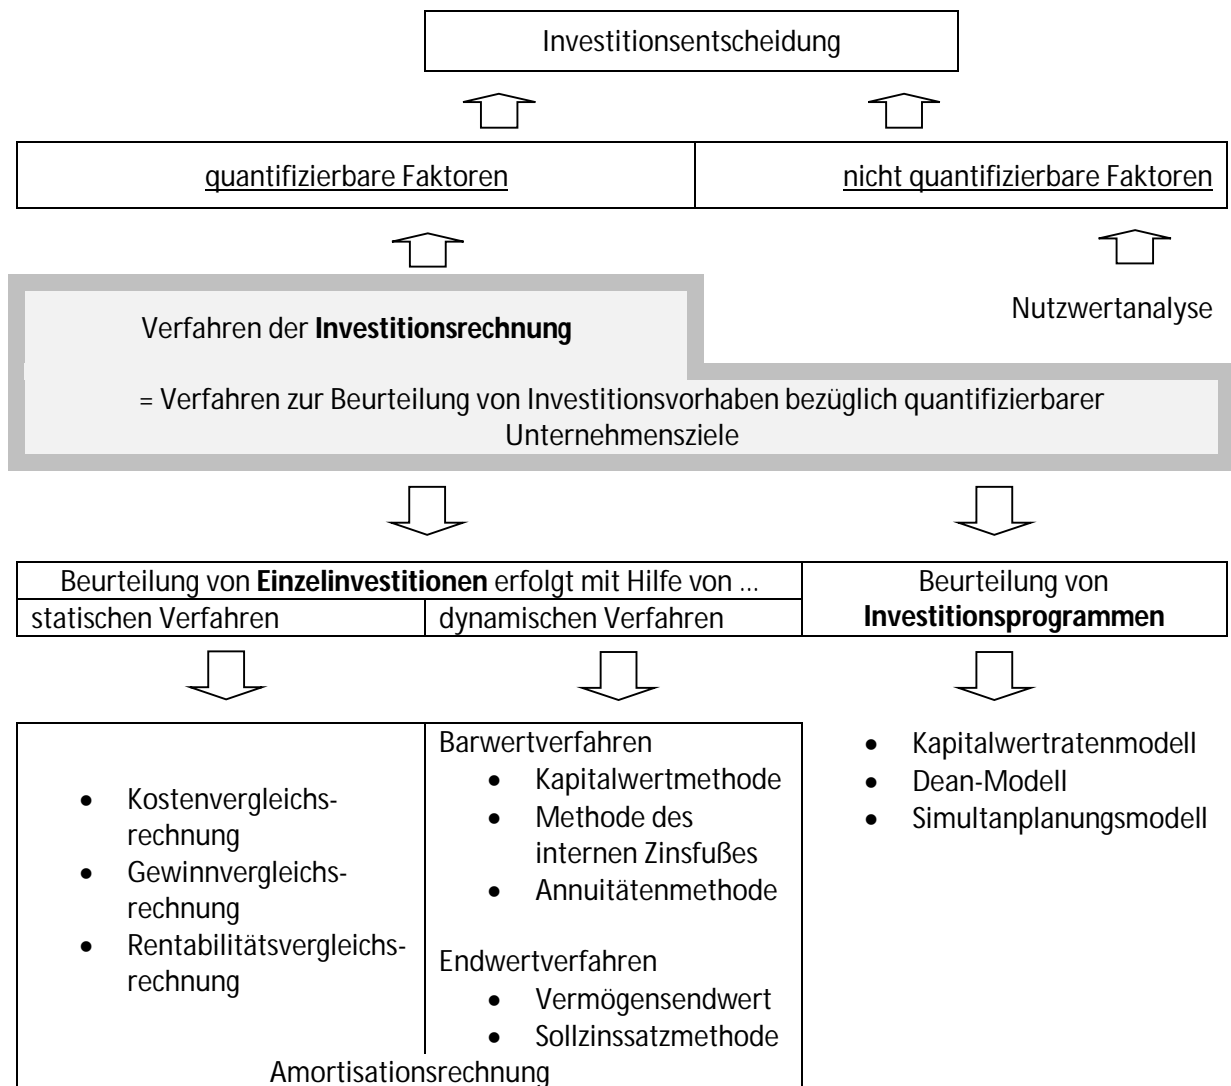 Investitionsentscheidung
quantifizierbare Faktoren
nicht quantifizierbare Faktoren
Nutzwertanalyse
Verfahren der Investitionsrechnung
= Verfahren zur Beurteilung von Investitionsvorhaben bezüglich quantifizierbarer
Unternehmensziele
Beurteilung von Einzelinvestitionen erfolgt mit Hilfe von ...
statischen Verfahren
dynamischen Verfahren
Beurteilung von
Investitionsprogrammen
• Kostenvergleichs-
rechnung
• Gewinnvergleichs-
rechnung
• Rentabilitätsvergleichs-
rechnung
Barwertverfahren
• Kapitalwertmethode
• Methode des
internen Zinsfußes
• Annuitätenmethode
Endwertverfahren
• Vermögensendwert
• Sollzinssatzmethode
Amortisationsrechnung
• Kapitalwertratenmodell
• Dean-Modell
• Simultanplanungsmodell